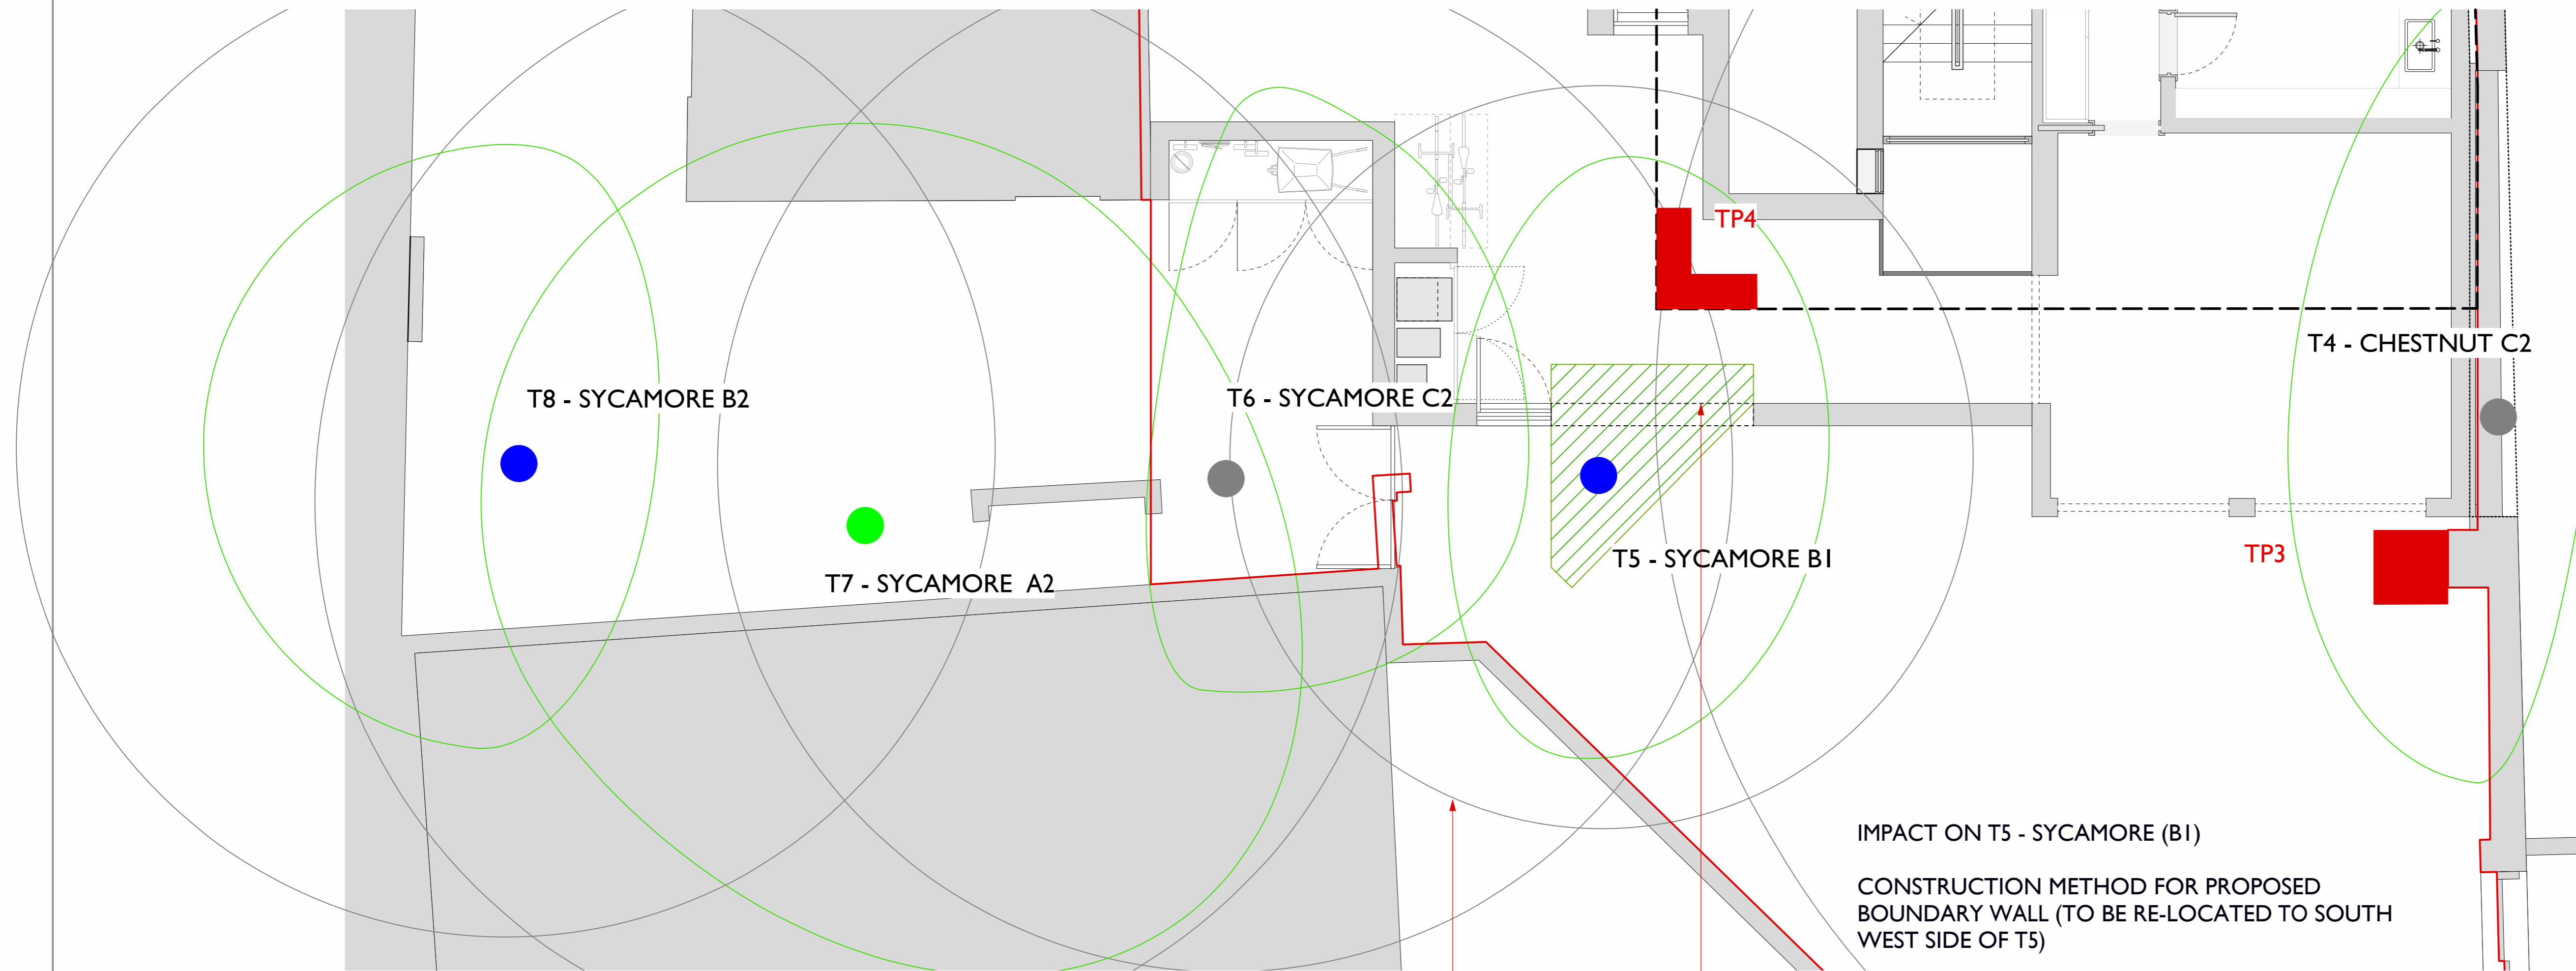 TP4
T4 - CHESTNUT C2
T8 - SYCAMORE B2
T6 - SYCAMORE C2
TP3
T5 - SYCAMORE B1
T7 - SYCAMORE A2
IMPACT ON T5 - SYCAMORE (B1)
CONSTRUCTION METHOD FOR PROPOSED
BOUNDARY WALL (TO BE RE-LOCATED TO SOUTH
WEST SIDE OF T5)